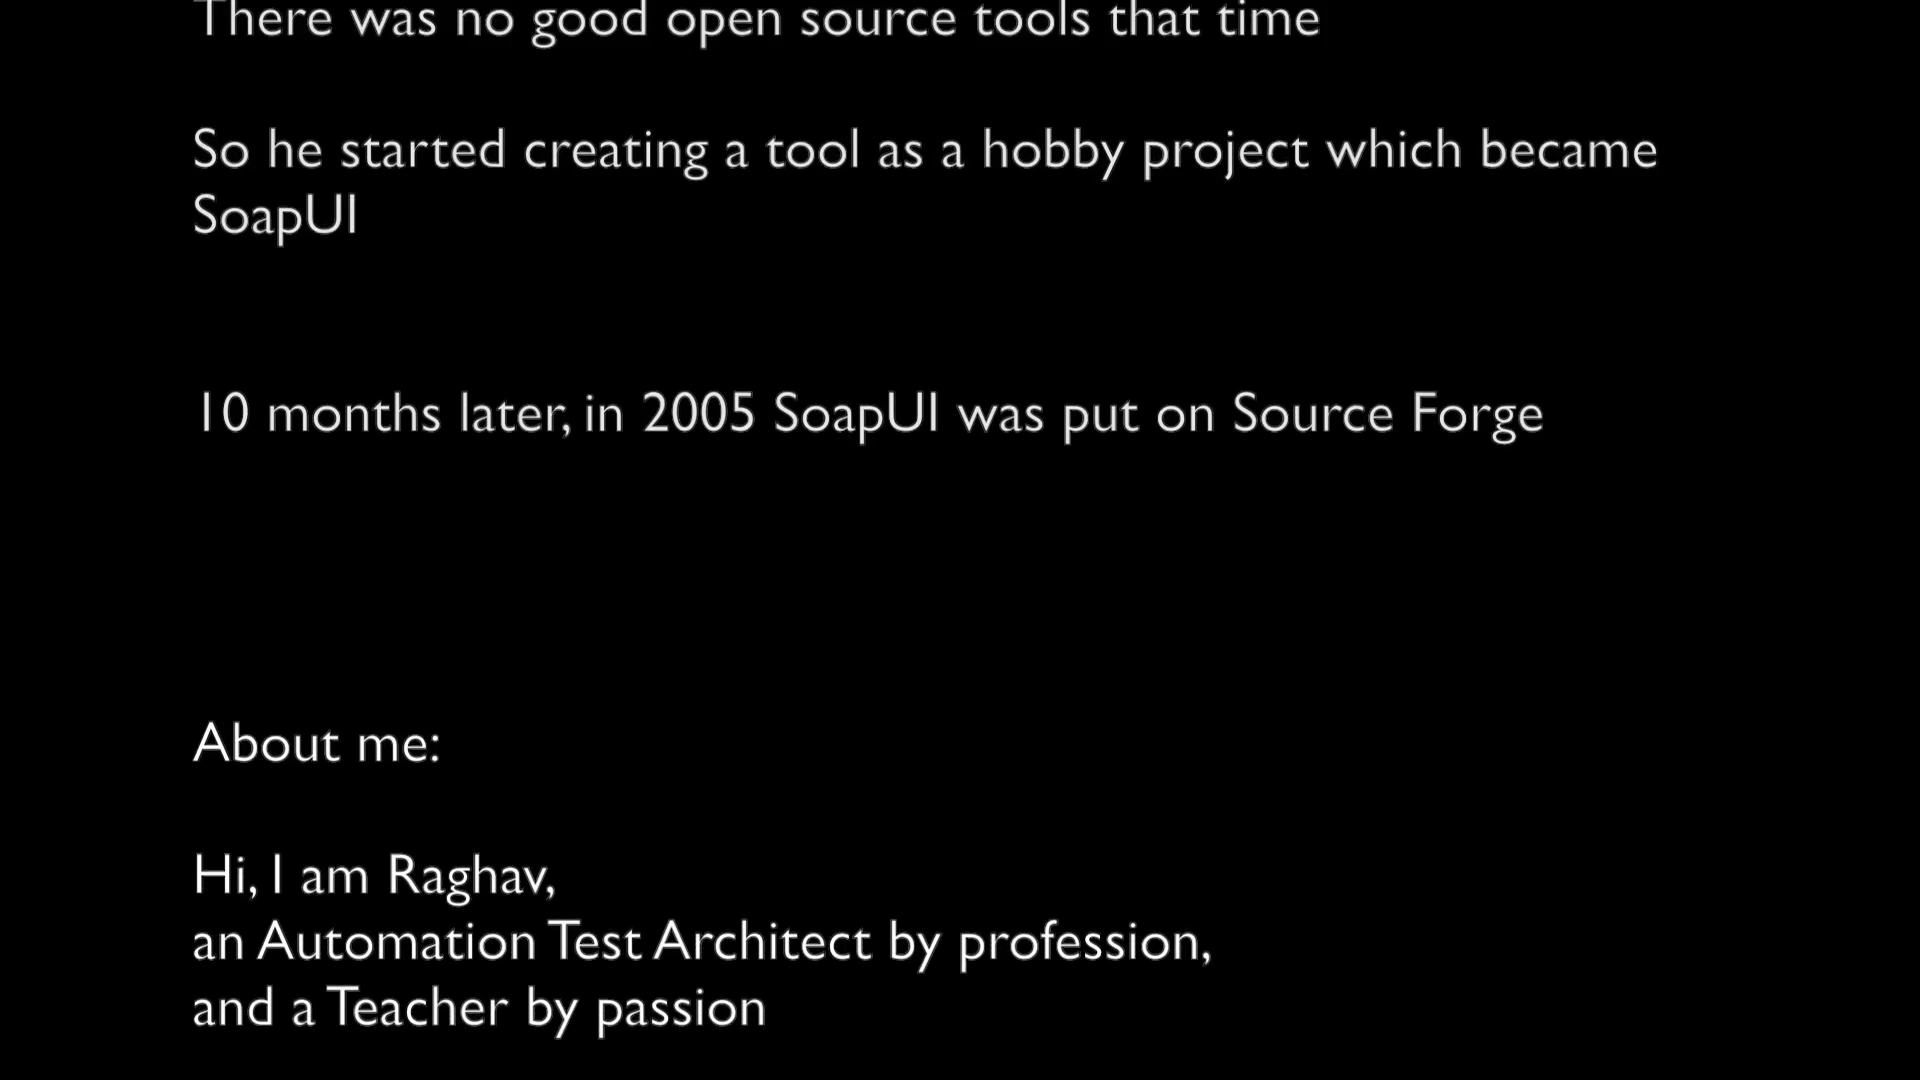 There was no good open source tools that time
So he started creating a tool as a hobby project which became
SoapUI
10 months later, in 2005 SoapUI was put on Source Forge
About me:
Hi, I am Raghav,
an Automation Test Architect by profession,
and a Teacher by passion